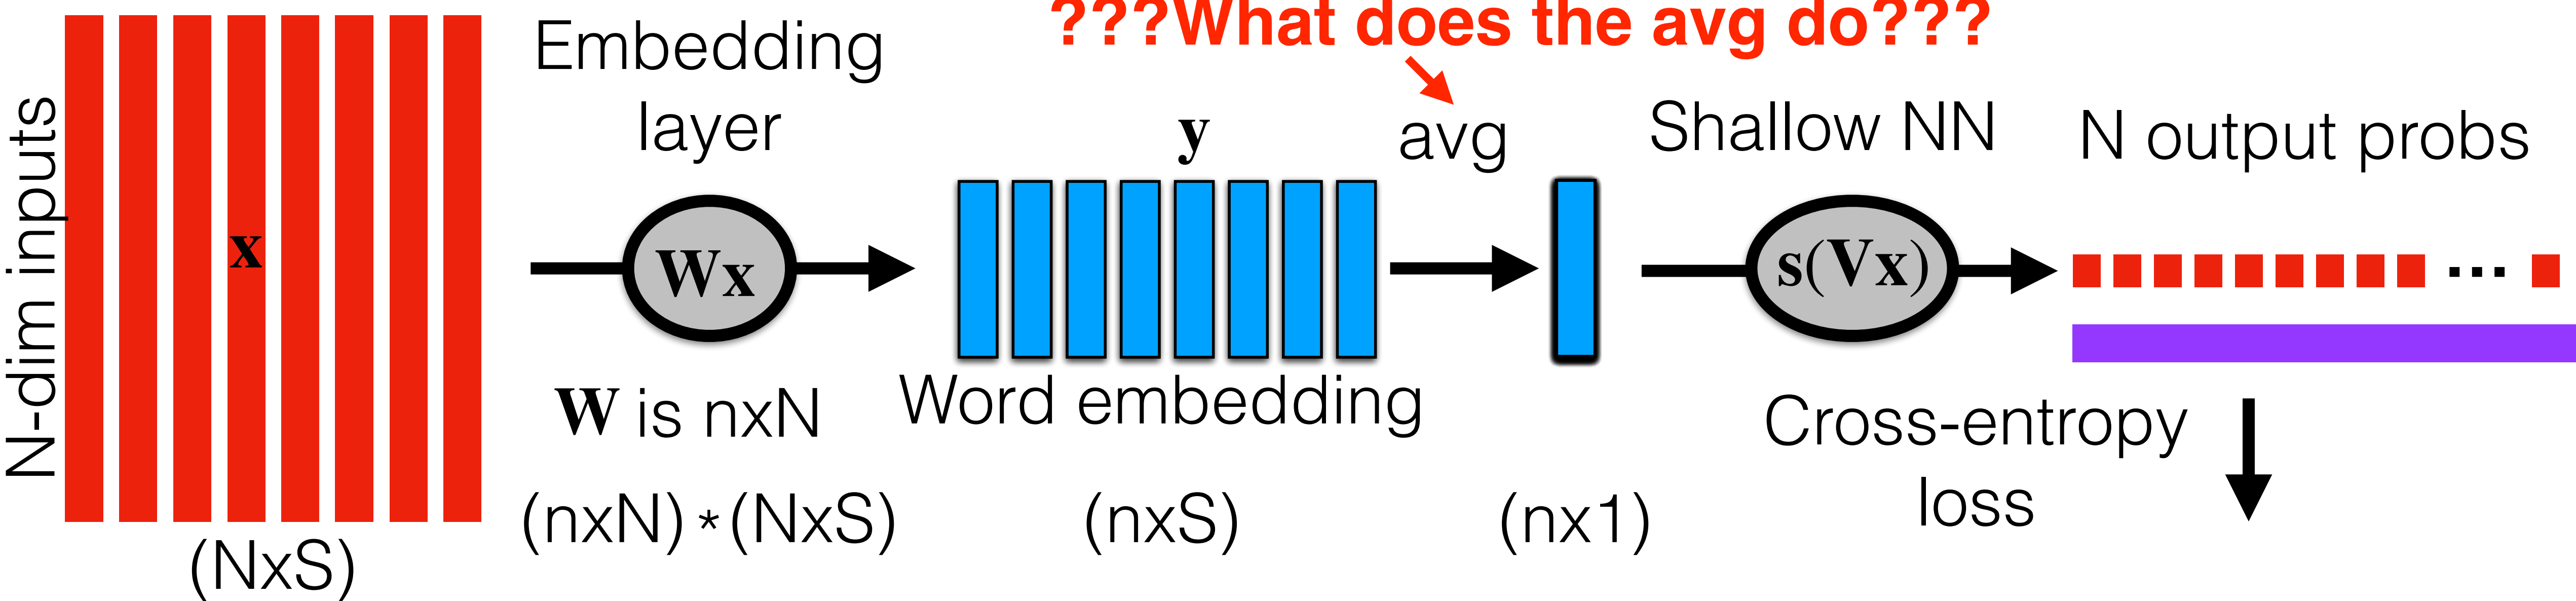 N-dim inputs
x
(NxS)
Embedding
layer
Wx
W is nxN
(nxN)*(NxS)
???What does the avg do???
y
Word embedding
(nxS)
avg
(nx1)
Shallow NN
s(Vx)
N output probs
...
Cross-entropy
loss